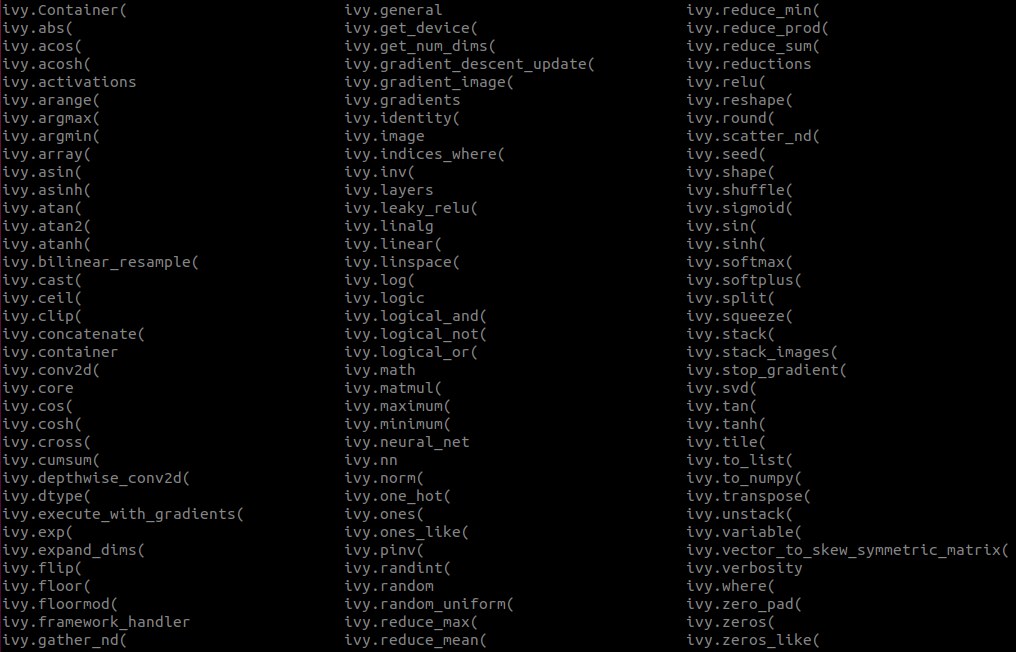 ivy.Container(
ivy.abs(
ivy.acos(
ivy.acosh(
ivy.activations
ivy.arange(
ivy.argmax(
ivy.argmin(
ivy.array(
ivy.asin(
ivy.asinh(
ivy.atan(
ivy.atan2(
ivy.atanh(
ivy.bilinear_resample(
ivy.cast(
ivy.ceil(
ivy.clip(
ivy.concatenate(
ivy.container
ivy.conv2d(
ivy.core
ivy.cos(
ivy.cosh(
ivy.cross(
ivy.cumsum(
ivy.depthwise_conv2d(
ivy.dtype(
ivy.execute_with_gradients(
ivy.exp(
ivy.expand_dims(
ivy.flip(
ivy.floor(
ivy.floormod(
ivy.framework_handler
ivy.gather_nd(
ivy.general
ivy.get_device(
ivy.get_num_dims(
ivy.gradient_descent_update(
ivy.gradient_image(
ivy.gradients
ivy.identity(
ivy.image
ivy.indices_where(
ivy.inv(
ivy.layers
ivy.leaky_relu(
ivy.linalg
ivy.linear(
ivy.linspace(
ivy.log(
ivy.logic
ivy.logical_and(
ivy.logical_not(
ivy.logical_or(
ivy.math
ivy.matmul(
ivy.maximum(
ivy.minimum(
ivy.neural_net
ivy.nn
ivy.norm(
ivy.one_hot(
ivy.ones(
ivy.ones_like(
ivy.pinv(
ivy.randint(
ivy.random
ivy.random_uniform(
ivy.reduce_max(
ivy.reduce_mean(
ivy.reduce_min(
ivy.reduce_prod(
ivy.reduce_sum(
ivy.reductions
ivy.relu(
ivy.reshape(
ivy.round(
ivy.scatter_nd(
ivy.seed(
ivy.shape(
ivy.shuffle(
ivy.sigmoid(
ivy.sin(
ivy.sinh(
ivy.softmax(
ivy.softplus(
ivy.split(
ivy.squeeze(
ivy.stack(
ivy.stack_images(
ivy.stop_gradient(
ivy.svd(
ivy.tan(
ivy.tanh(
ivy.tile(
ivy.to_list(
ivy.to_numpy(
ivy.transpose(
ivy.unstack(
ivy.variable(
ivy.vector_to_skew_symmetric_matrix(
ivy.verbosity
ivy.where(
ivy.zero_pad(
ivy.zeros(
ivy.zeros_like(